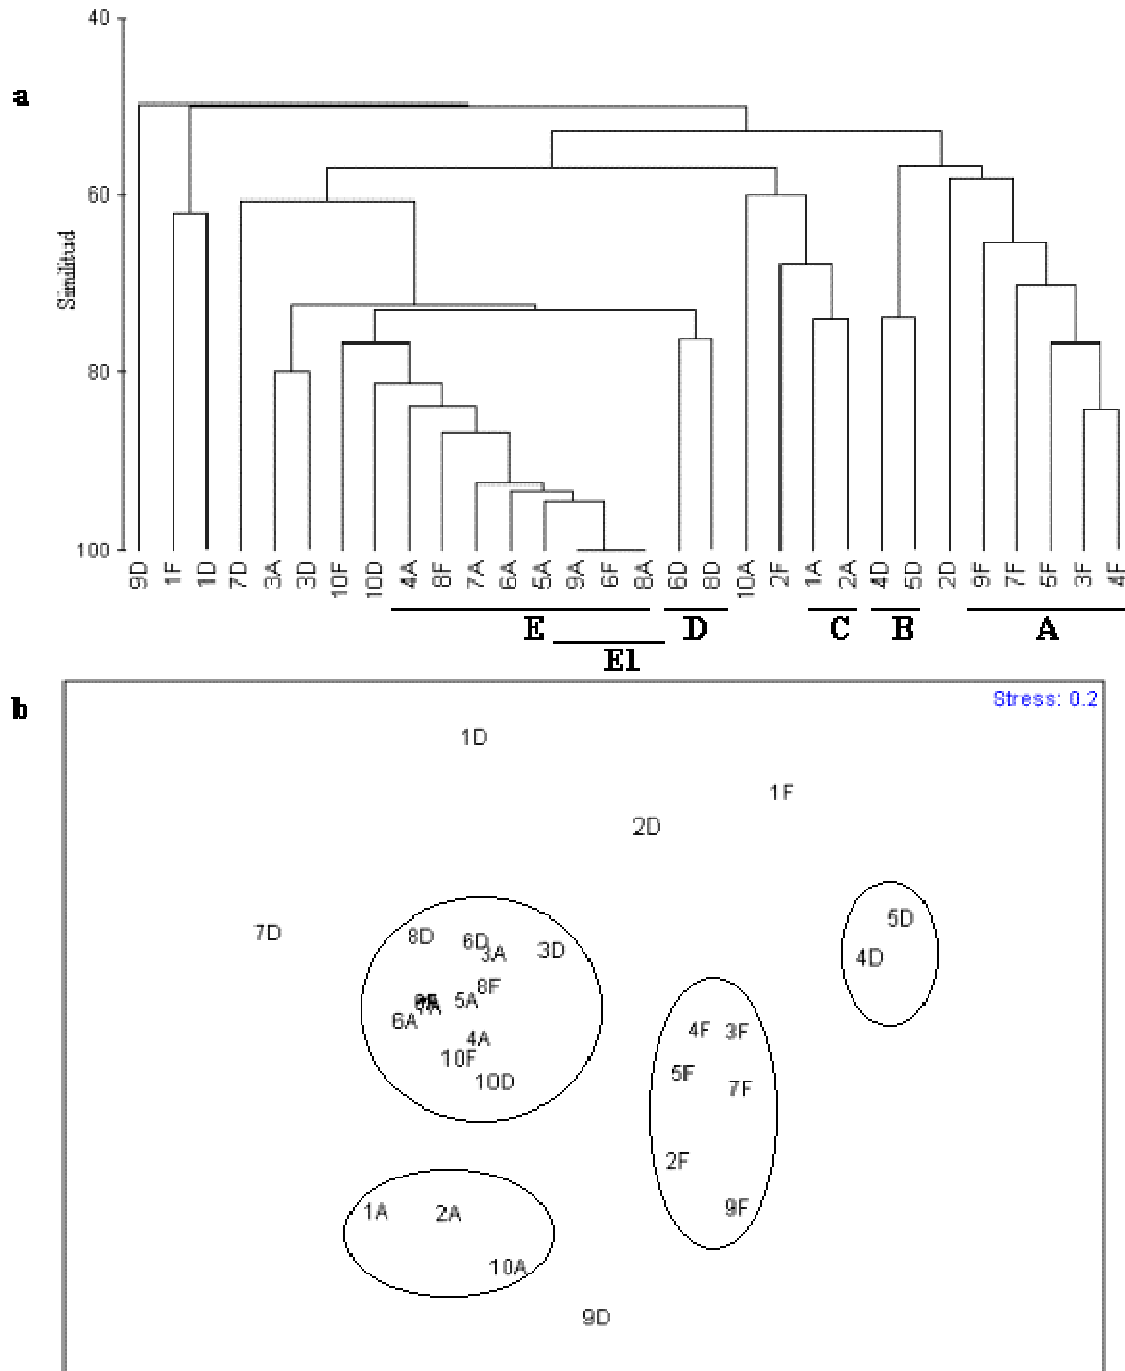 40
a
60
Similitud
80
100
9D 1F 1D 7D 3A 3D 10F 10D 4A 8F 7A 6A 5A 9A 6F 8A 6D 8D 10A 2F 1A 2A 4D 5D 2D 9F 7F 5F 3F 4F
E D C B A
E1
b
Stress: 0.2
1D
1F
2D
5D
7D
8D 6D 3D
3A
4D
8F
5A
6A
4F 3F
4A
10F
5F
10D
7F
2F
1A 2A
9F
10A
9D